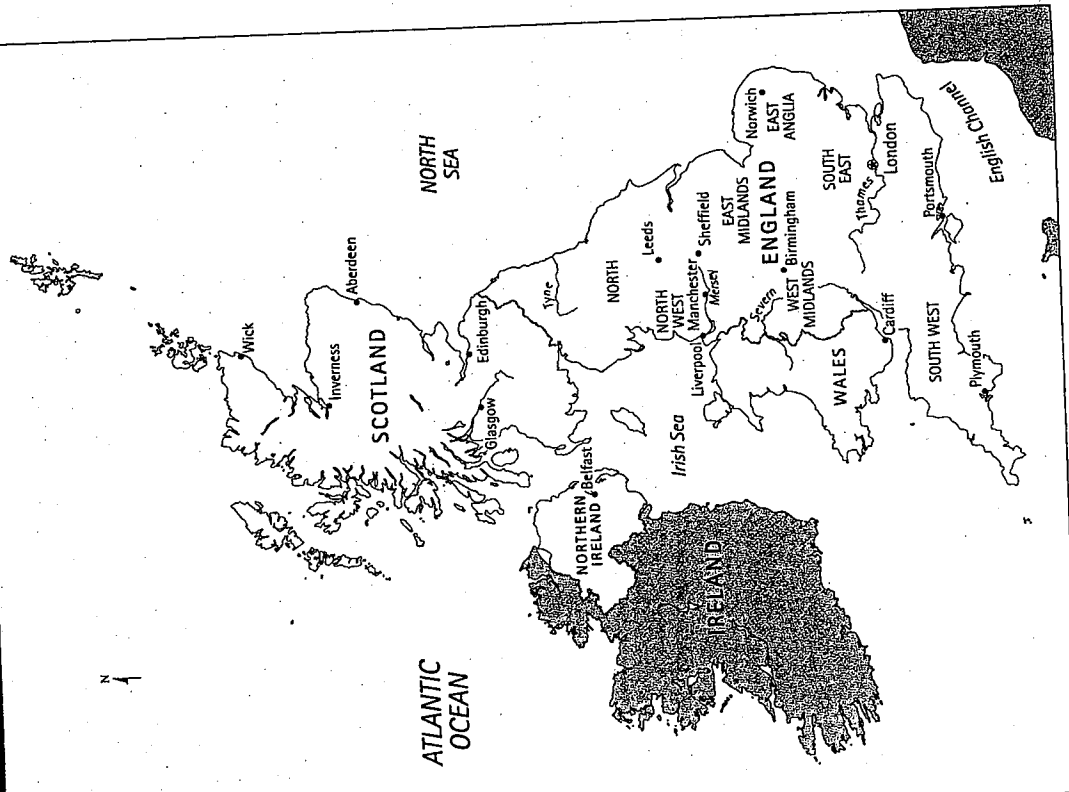 N
ATLANTIC
OCEAN
NORTH
SEA
Wick
Inverness
Aberdeen
SCOTLAND
Glasgow
Edinburgh
NORTHERN
IRELAND
Belfast
IRELAND
Irish Sea
Tyne
NORTH
Leeds
NORTH
WEST
Manchester
Liverpool
Mersey
Sheffield
EAST
MIDLANDS
ENGLAND
Birmingham
WEST
MIDLANDS
Severn
WALES
Cardiff
Norwich
EAST
ANGLIA
SOUTH
EAST
Thames
London
SOUTH WEST
Portsmouth
Plymouth
English Channel